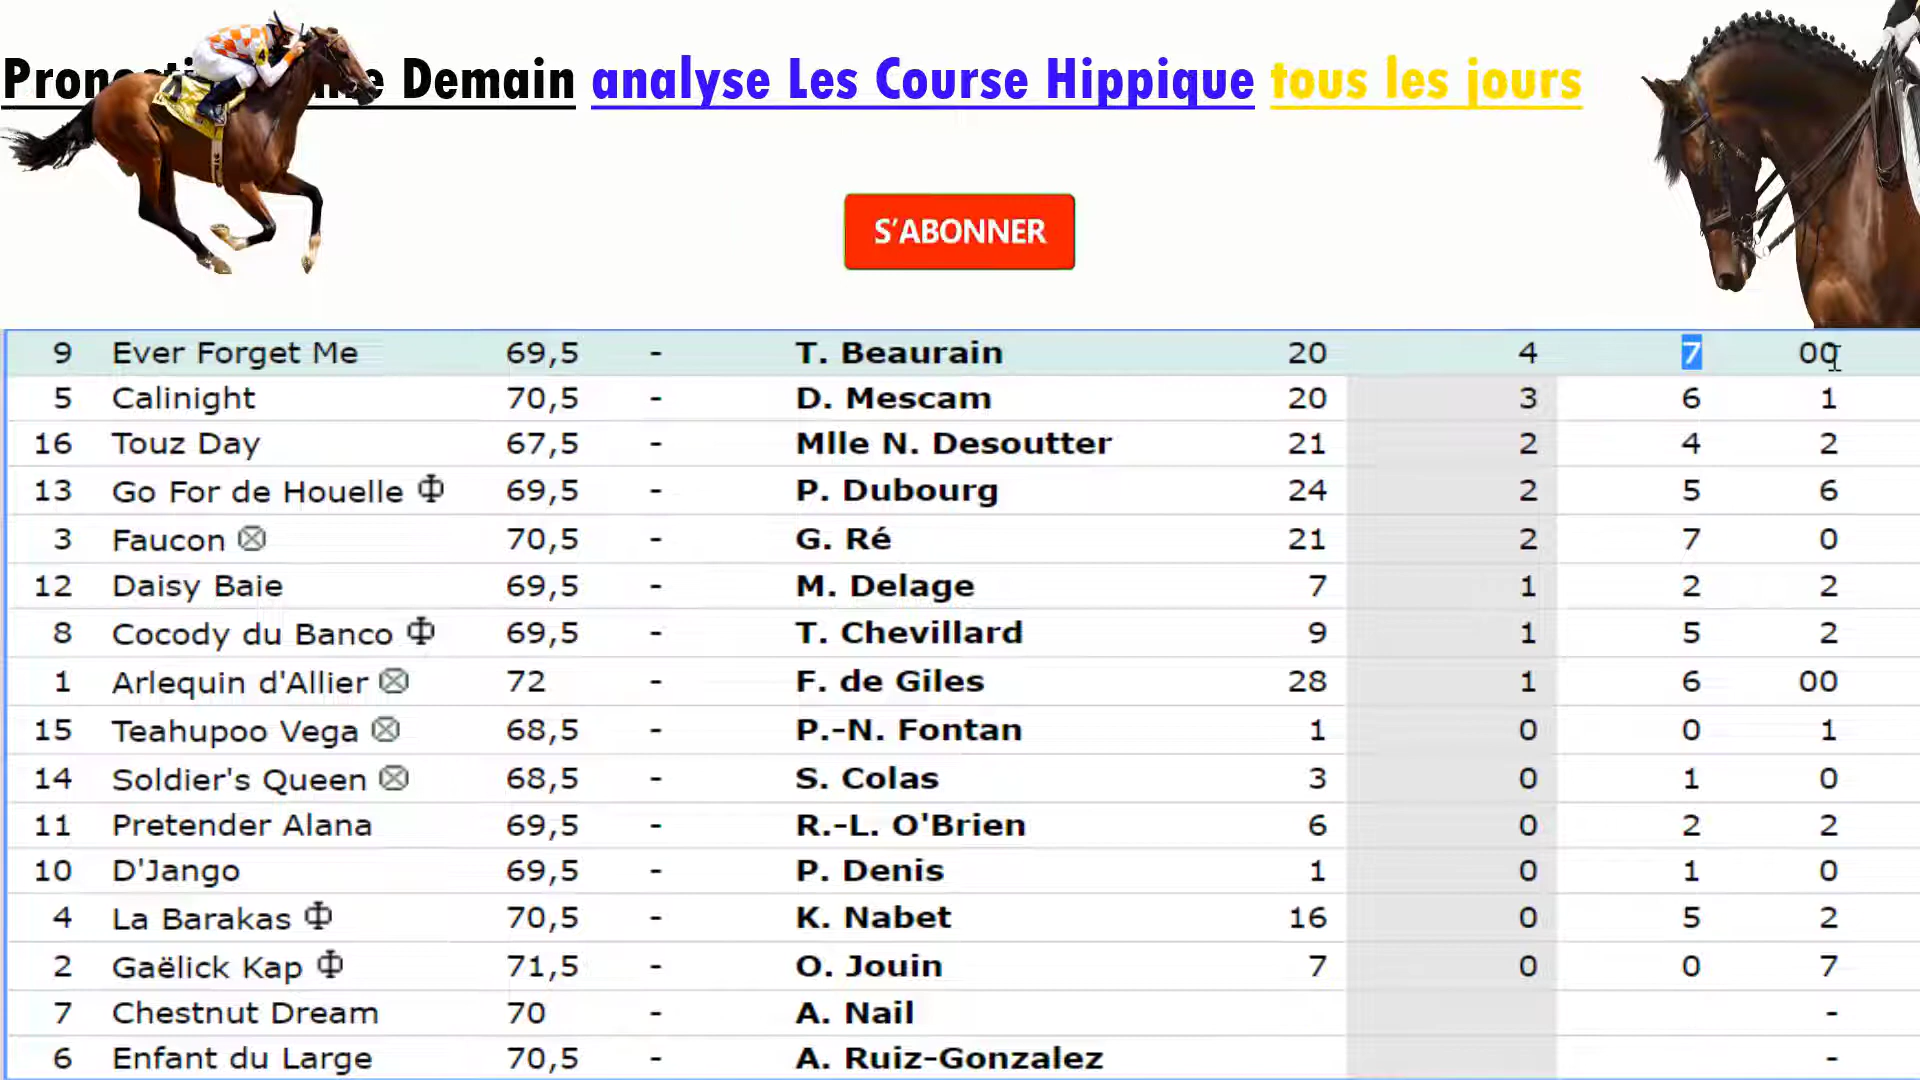 Demain analyse Les Course Hippique tous les jours
S'ABONNER
9 Ever Forget Me 69,5 - T. Beaurain 20 4 7 00
5 Calinight 70,5 - D. Mescam 20 3 6 1
16 Touz Day 67,5 - Mlle N. Desoutter 21 2 4 2
13 Go For de Houelle 69,5 - P. Dubourg 24 2 5 6
3 Faucon 70,5 - G. Ré 21 2 7 0
12 Daisy Baie 69,5 - M. Delage 7 1 2 2
8 Cocody du Banco 69,5 - T. Chevillard 9 1 5 2
1 Arlequin d'Allier 72 - F. de Giles 28 1 6 00
15 Teahupoo Vega 68,5 - P.-N. Fontan 1 0 0 1
14 Soldier's Queen 68,5 - S. Colas 3 0 1 0
11 Pretender Alana 69,5 - R.-L. O'Brien 6 0 2 2
10 D'Jango 69,5 - P. Denis 1 0 1 0
4 La Barakas 70,5 - K. Nabet 16 0 5 2
2 Gaëlick Kap 71,5 - O. Jouin 7 0 0 7
7 Chestnut Dream 70 - A. Nail -
6 Enfant du Large 70,5 - A. Ruiz-Gonzalez -